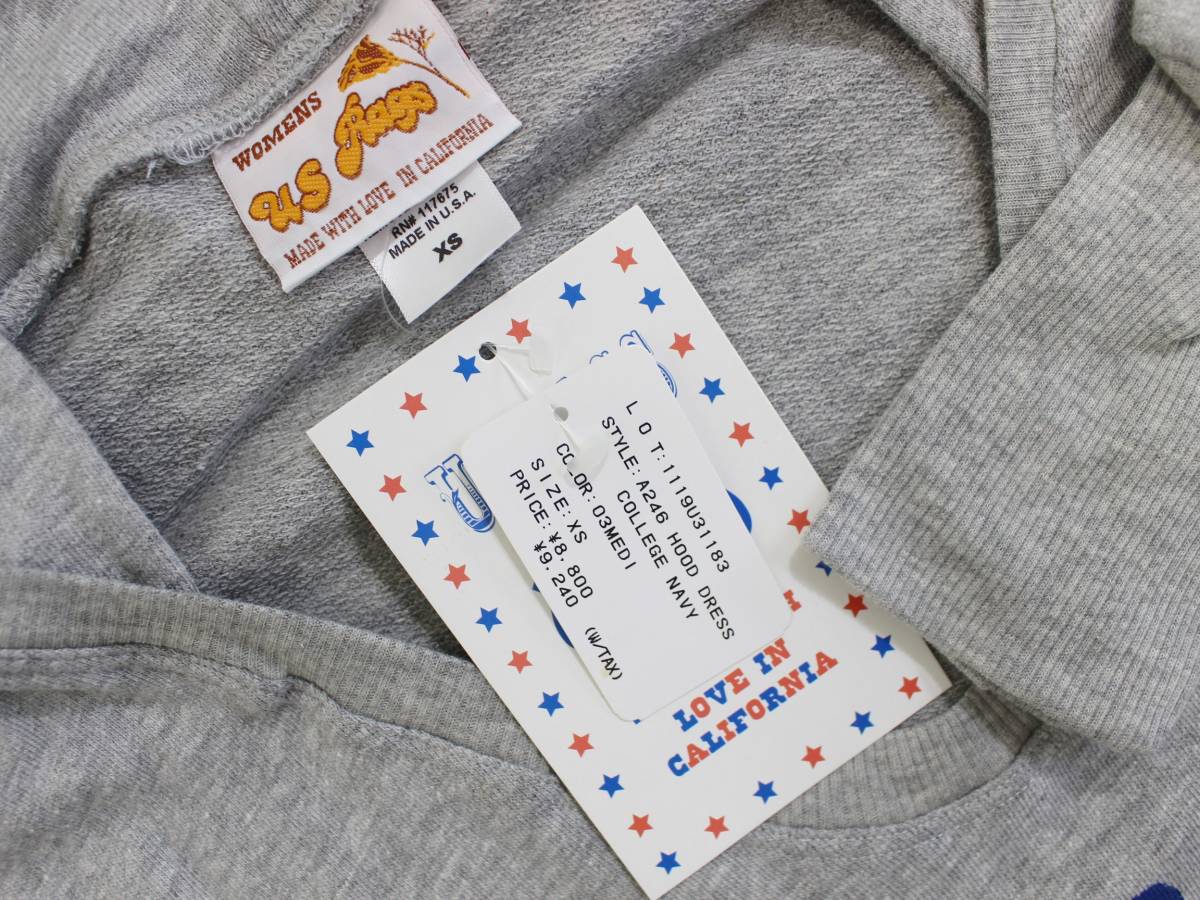 WOMENS
US Rags
MADE WITH LOVE IN CALIFORNIA
RN# 117675
MADE IN U.S.A.
XS
LOT:1119U31183
STYLE:A246 HOOD DRESS
COLLEGE NAVY
COLOR:03MEDI
SIZE:XS
PRICE:¥8,800
¥9,240 (W/TAX)
U
LOVE IN
CALIFORNIA